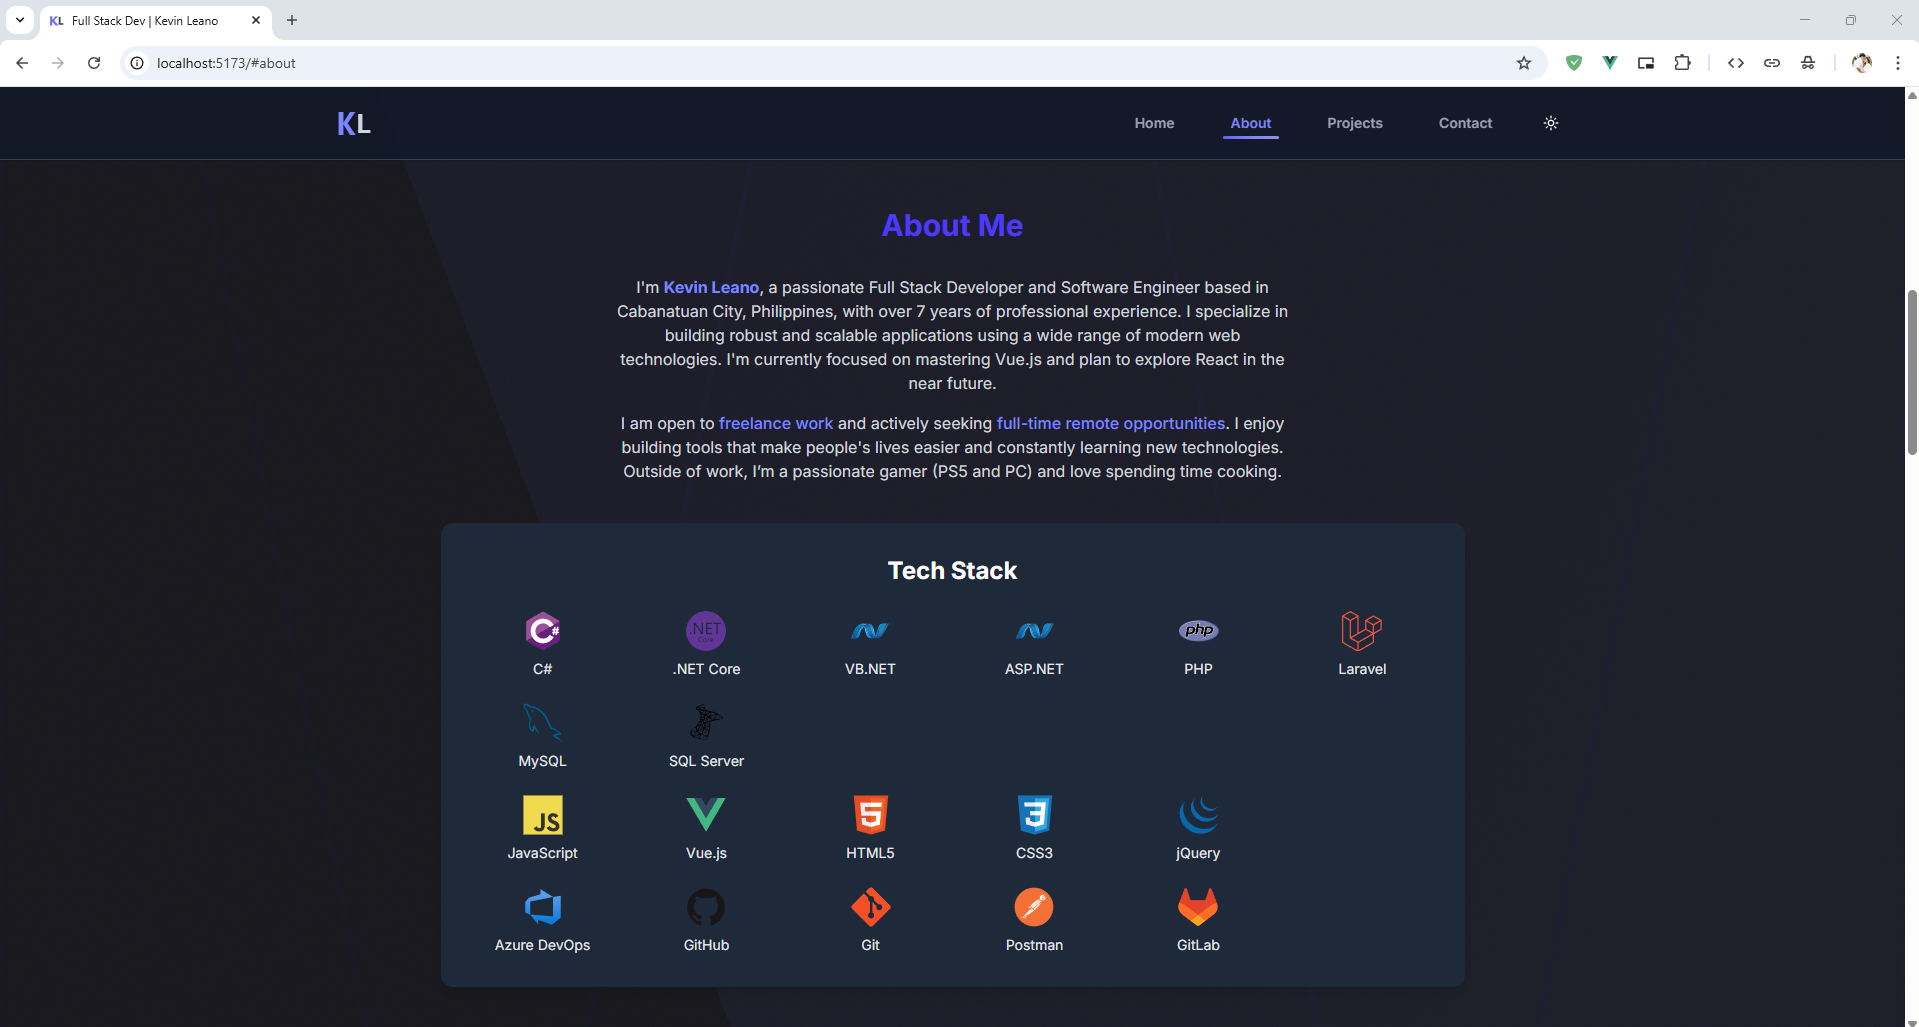 KL Full Stack Dev | Kevin Leano
localhost:5173/#about
KL Home About Projects Contact
About Me
I'm Kevin Leano, a passionate Full Stack Developer and Software Engineer based in
Cabanatuan City, Philippines, with over 7 years of professional experience. I specialize in
building robust and scalable applications using a wide range of modern web
technologies. I'm currently focused on mastering Vue.js and plan to explore React in the
near future.
I am open to freelance work and actively seeking full-time remote opportunities. I enjoy
building tools that make people's lives easier and constantly learning new technologies.
Outside of work, I’m a passionate gamer (PS5 and PC) and love spending time cooking.
Tech Stack
C# .NET Core php
C# .NET Core VB.NET ASP.NET PHP Laravel
MySQL SQL Server
JS 5 3
JavaScript Vue.js HTML5 CSS3 jQuery
Azure DevOps GitHub Git Postman GitLab